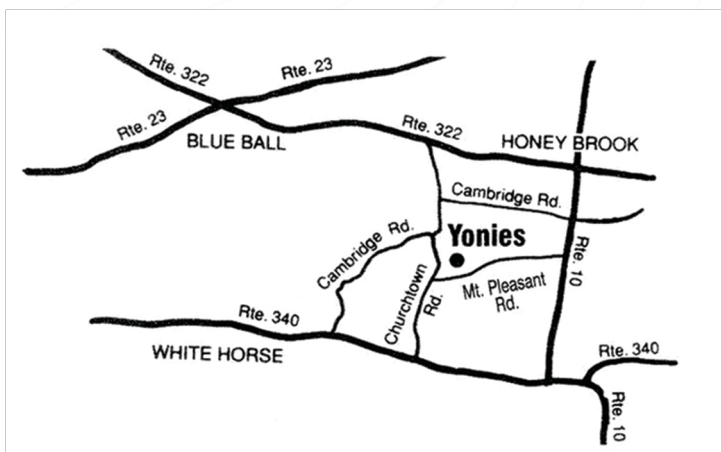 Rte. 322
Rte. 23
Rte. 23
BLUE BALL
Rte. 322
HONEY BROOK
Cambridge Rd.
Cambridge Rd.
Yonies
Rte. 10
Churchtown
Rd.
Mt. Pleasant
Rd.
Rte. 340
WHITE HORSE
Rte. 340
Rte. 10